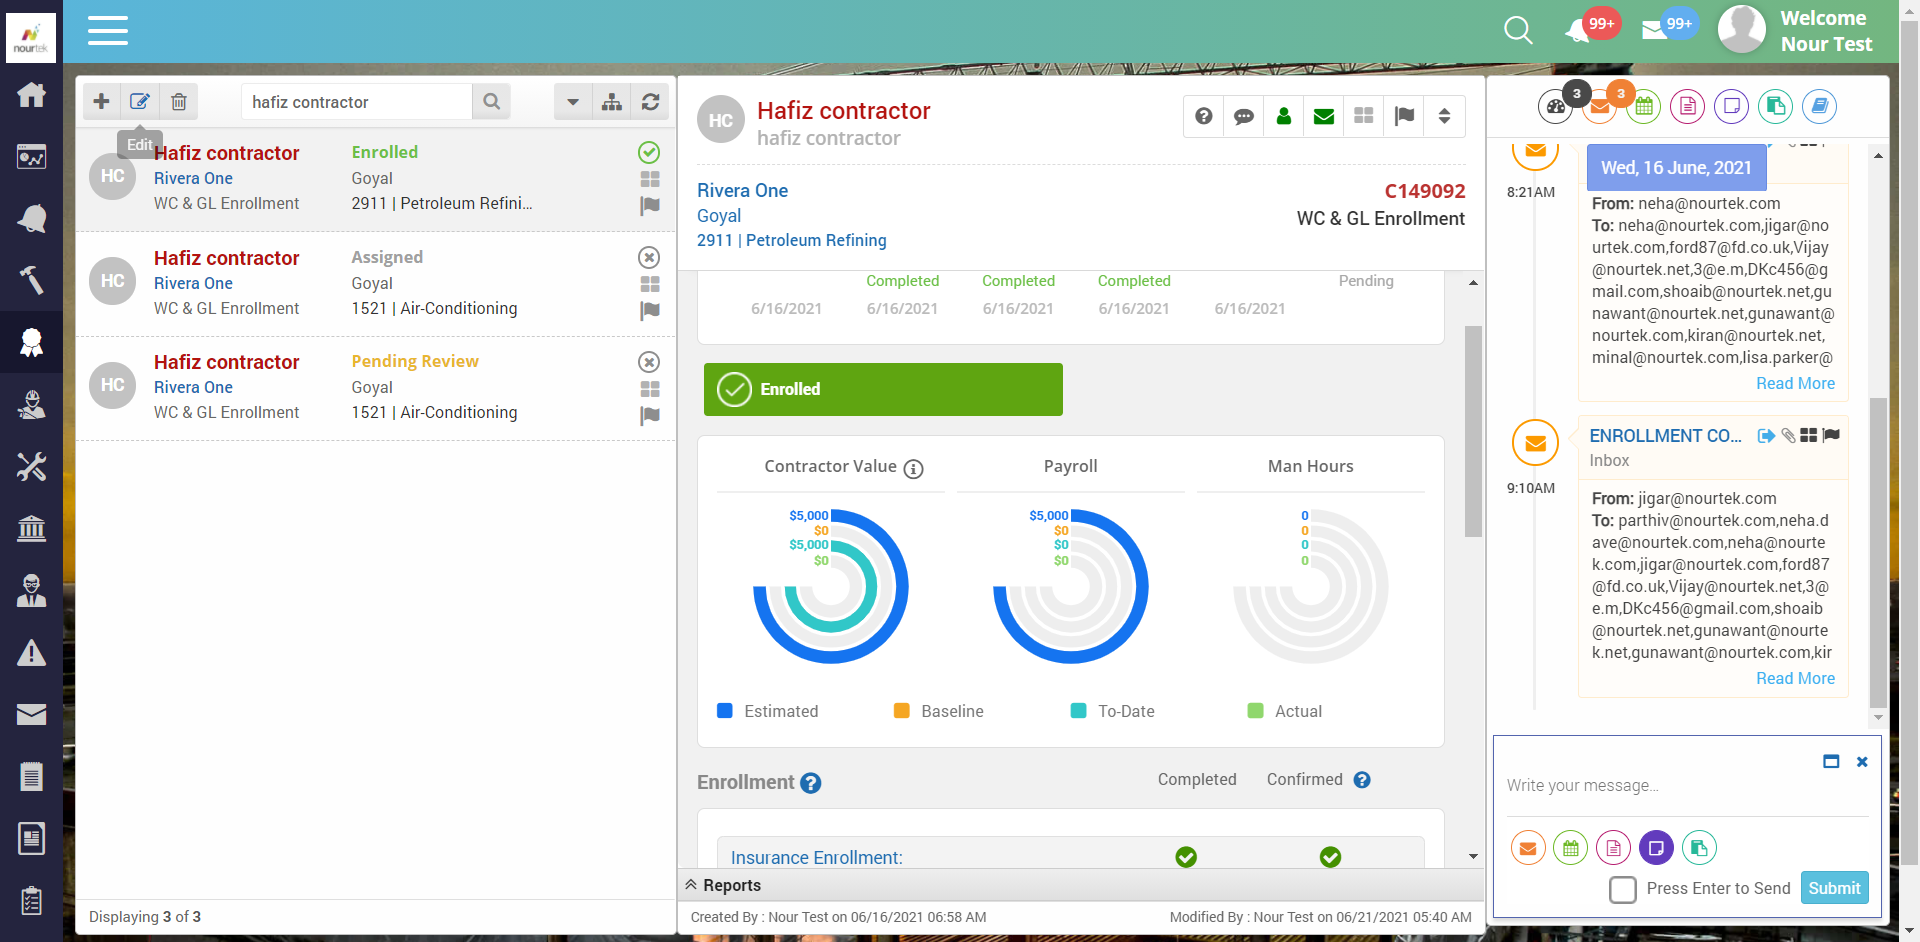 nourtek
99+
99+
Welcome
Nour Test
hafiz contractor
Edit
HC
Hafiz contractor
Enrolled
Rivera One
Goyal
WC & GL Enrollment
2911 | Petroleum Refini...
HC
Hafiz contractor
Assigned
Rivera One
Goyal
WC & GL Enrollment
1521 | Air-Conditioning
HC
Hafiz contractor
Pending Review
Rivera One
Goyal
WC & GL Enrollment
1521 | Air-Conditioning
Displaying 3 of 3
HC
Hafiz contractor
hafiz contractor
Rivera One
C149092
Goyal
WC & GL Enrollment
2911 | Petroleum Refining
Completed
Completed
Completed
Pending
6/16/2021
6/16/2021
6/16/2021
6/16/2021
6/16/2021
Enrolled
Contractor Value
Payroll
Man Hours
$5,000
$0
$5,000
$0
$5,000
$0
$0
$0
0
0
0
0
Estimated
Baseline
To-Date
Actual
Enrollment
Completed
Confirmed
Insurance Enrollment:
Reports
Created By : Nour Test on 06/16/2021 06:58 AM
Modified By : Nour Test on 06/21/2021 05:40 AM
3
3
Wed, 16 June, 2021
8:21AM
From: neha@nourtek.com
To: neha@nourtek.com,jigar@no
urtek.com,ford87@fd.co.uk,Vijay
@nourtek.net,3@e.m,DKc456@g
mail.com,shoaib@nourtek.net,gu
nawant@nourtek.net,gunawant@
nourtek.com,kiran@nourtek.net,
minal@nourtek.com,lisa.parker@
Read More
9:10AM
ENROLLMENT CO...
Inbox
From: jigar@nourtek.com
To: parthiv@nourtek.com,neha.d
ave@nourtek.com,neha@nourte
k.com,jigar@nourtek.com,ford87
@fd.co.uk,Vijay@nourtek.net,3@
e.m,DKc456@gmail.com,shoaib
@nourtek.net,gunawant@nourte
k.net,gunawant@nourtek.com,kir
Read More
Write your message...
Press Enter to Send
Submit